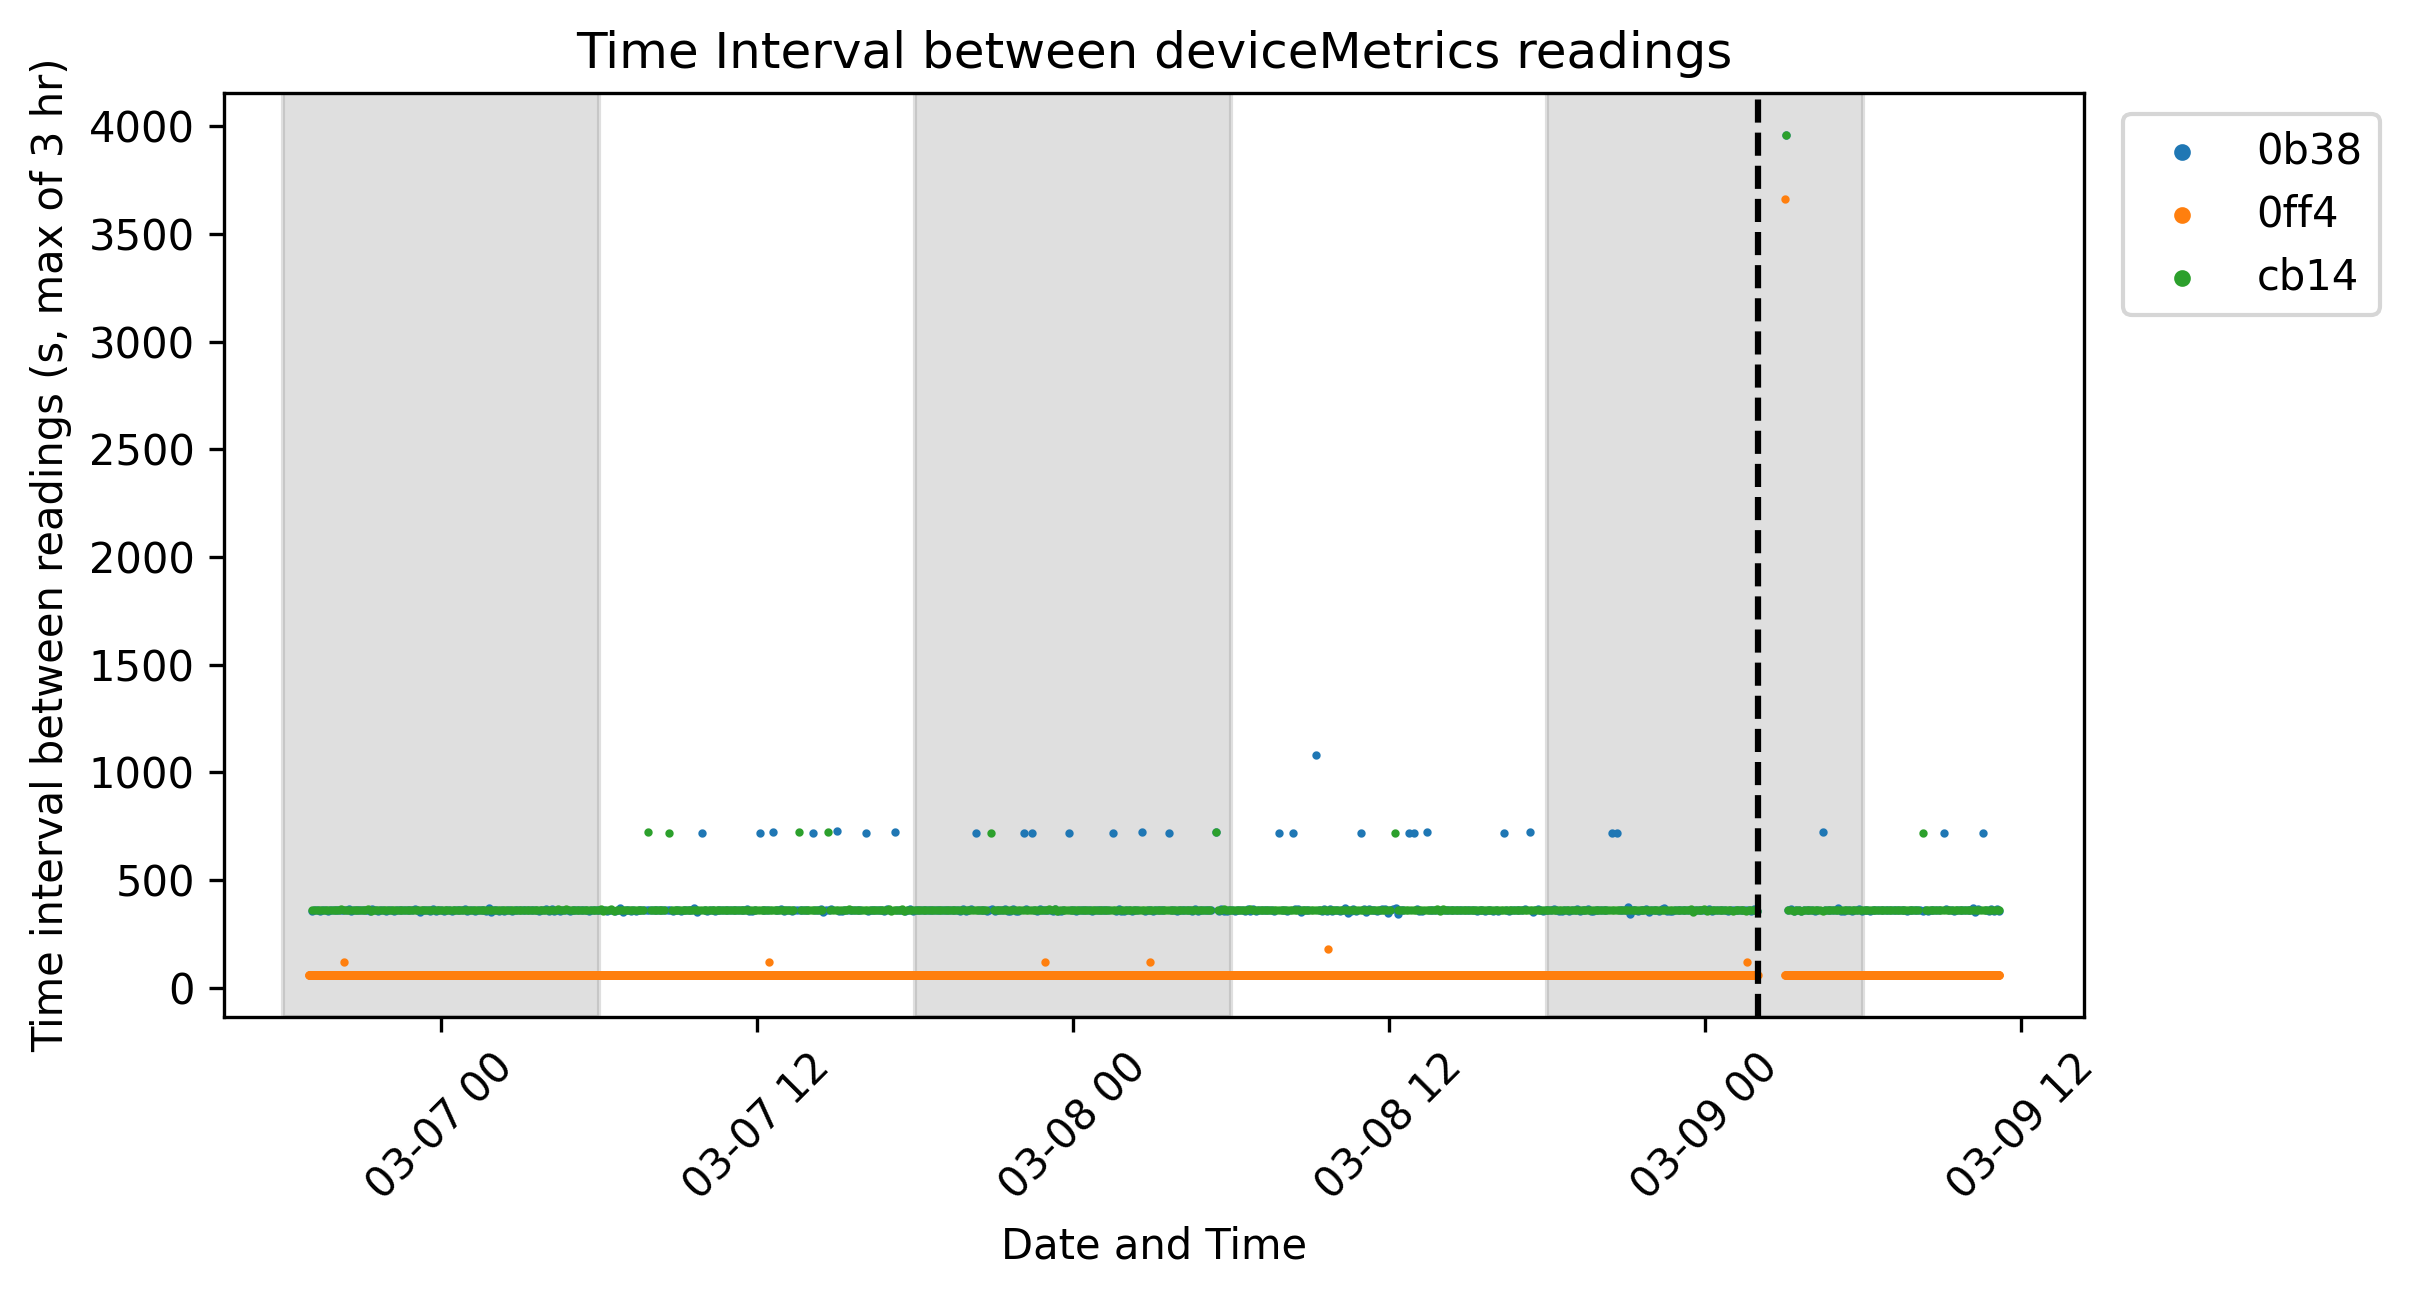 Time Interval between deviceMetrics readings
Time interval between readings (s, max of 3 hr)
4000
3500
3000
2500
2000
1500
1000
500
0
03-07 00
03-07 12
03-08 00
03-08 12
03-09 00
03-09 12
Date and Time
0b38
0ff4
cb14